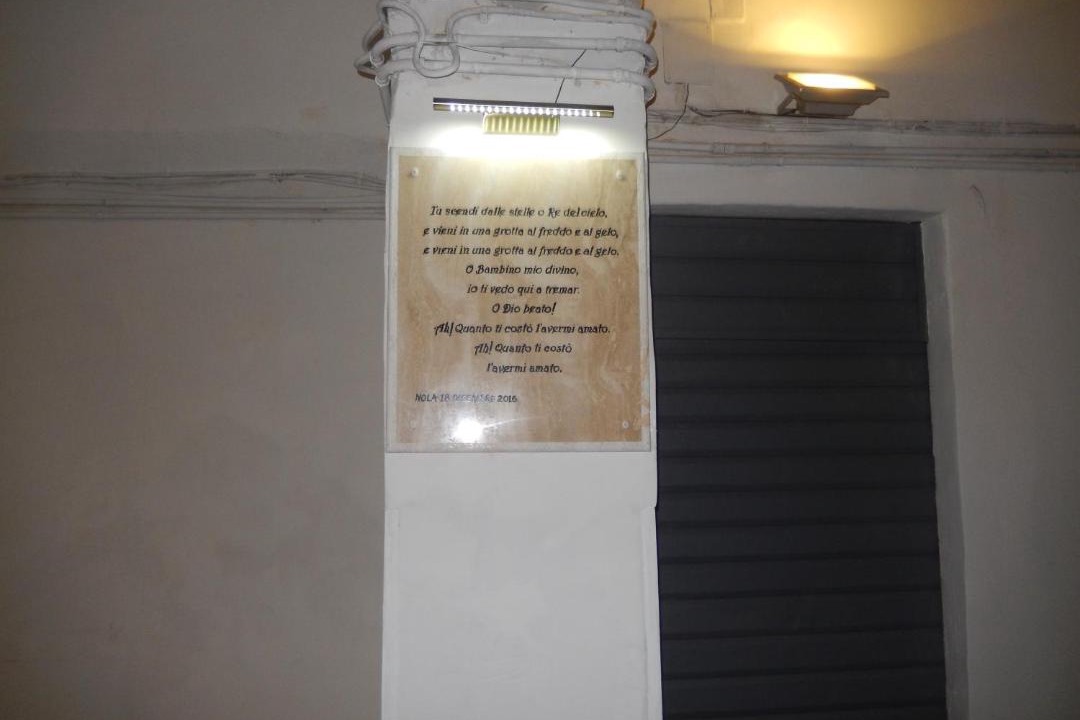 Tu scendi dalle stelle o Re del cielo,
e vieni in una grotta al freddo e al gelo,
e vieni in una grotta al freddo e al gelo.
O Bambino mio divino,
io ti vedo qui a tremar.
O Dio beato!
Ah! Quanto ti costò l'avermi amato.
Ah! Quanto ti costò
l'avermi amato.
NOLA 18 DICEMBRE 2016